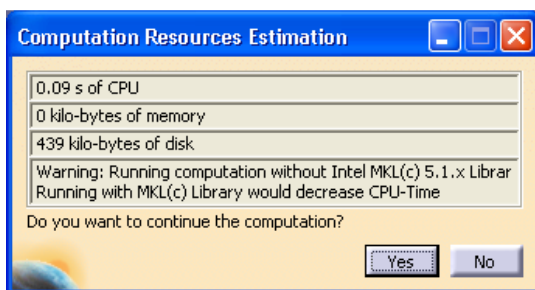 Computation Resources Estimation
0.09 s of CPU
0 kilo-bytes of memory
439 kilo-bytes of disk
Warning: Running computation without Intel MKL(c) 5.1.x Librar
Running with MKL(c) Library would decrease CPU-Time
Do you want to continue the computation?
Yes No